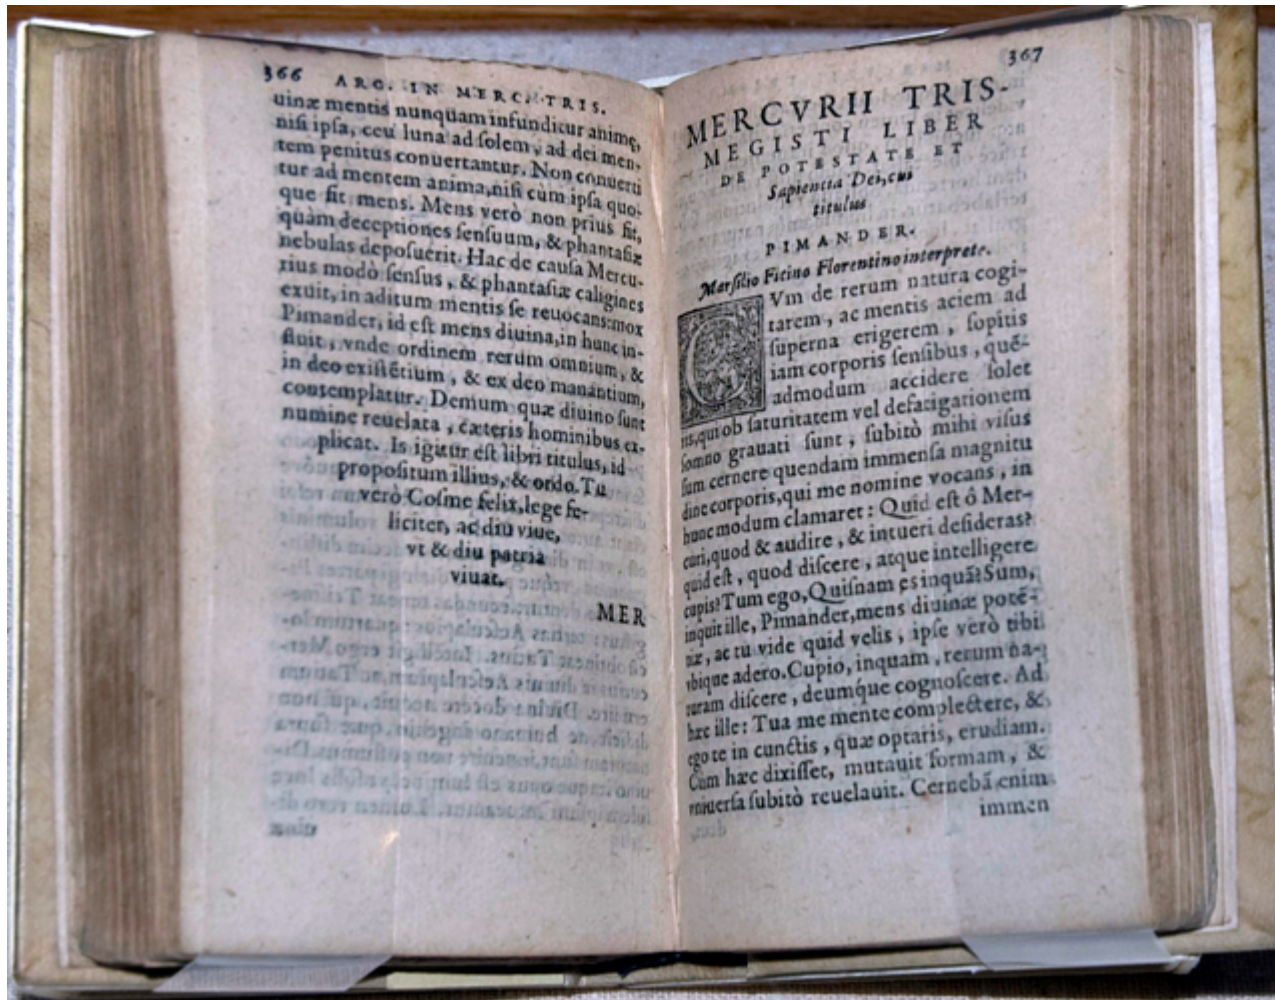 366 ARG. IN MERC. TRIS.
uinæ mentis nunquam infunditur animę,
nisi ipsa, ceu luna ad solem, ad dei men-
tem penitus conuertantur. Non conuerti
tur ad mentem anima, nisi cùm ipsa quo-
que fit mens. Mens verò non prius fit,
quàm deceptiones sensuum, & phantasiæ
nebulas deposuerit. Hac de causa Mercu-
rius modò sensus, & phantasiæ caligines
exuit, in aditum mentis se reuocans: mox
Pimander, id est mens diuina, in hunc in-
fluit, vnde ordinem rerum omnium, &
in deo existẽtium, & ex deo manantium,
contemplatur. Demum quæ diuino sunt
numine reuelata, cæteris hominibus ex-
plicat. Is igitur est libri titulus, id
propositum illius, & ordo. Tu
verò Cosme felix, lege fe-
liciter, ac diu viue,
vt & diu patria
viuat.
MER
367
MERCVRII TRIS-
MEGISTI LIBER
DE POTESTATE ET
Sapientia Dei, cui
titulus
PIMANDER.
Marsilio Ficino Florentino interprete.
CVm de rerum natura cogi-
tarem, ac mentis aciem ad
superna erigerem, sopitis
iam corporis sensibus, quẽ-
admodum accidere solet
iis, qui ob saturitatem vel defatigationem
somno grauati sunt, subitò mihi visus
sum cernere quendam immensa magnitu
dine corporis, qui me nomine vocans, in
hunc modum clamaret: Quid est ô Mer-
curi, quod & audire, & intueri desideras?
quid est, quod discere, atque intelligere
cupis? Tum ego, Quisnam es inquã? Sum,
inquit ille, Pimander, mens diuinæ potẽ-
tiæ, ac tu vide quid velis, ipse verò tibi
vbique adero. Cupio, inquam, rerum na-
turam discere, deumque cognoscere. Ad
hæc ille: Tua me mente complectere, &
ego te in cunctis, quæ optaris, erudiam.
Cum hæc dixisset, mutauit formam, &
vniuersa subitò reuelauit. Cernebã enim
immen